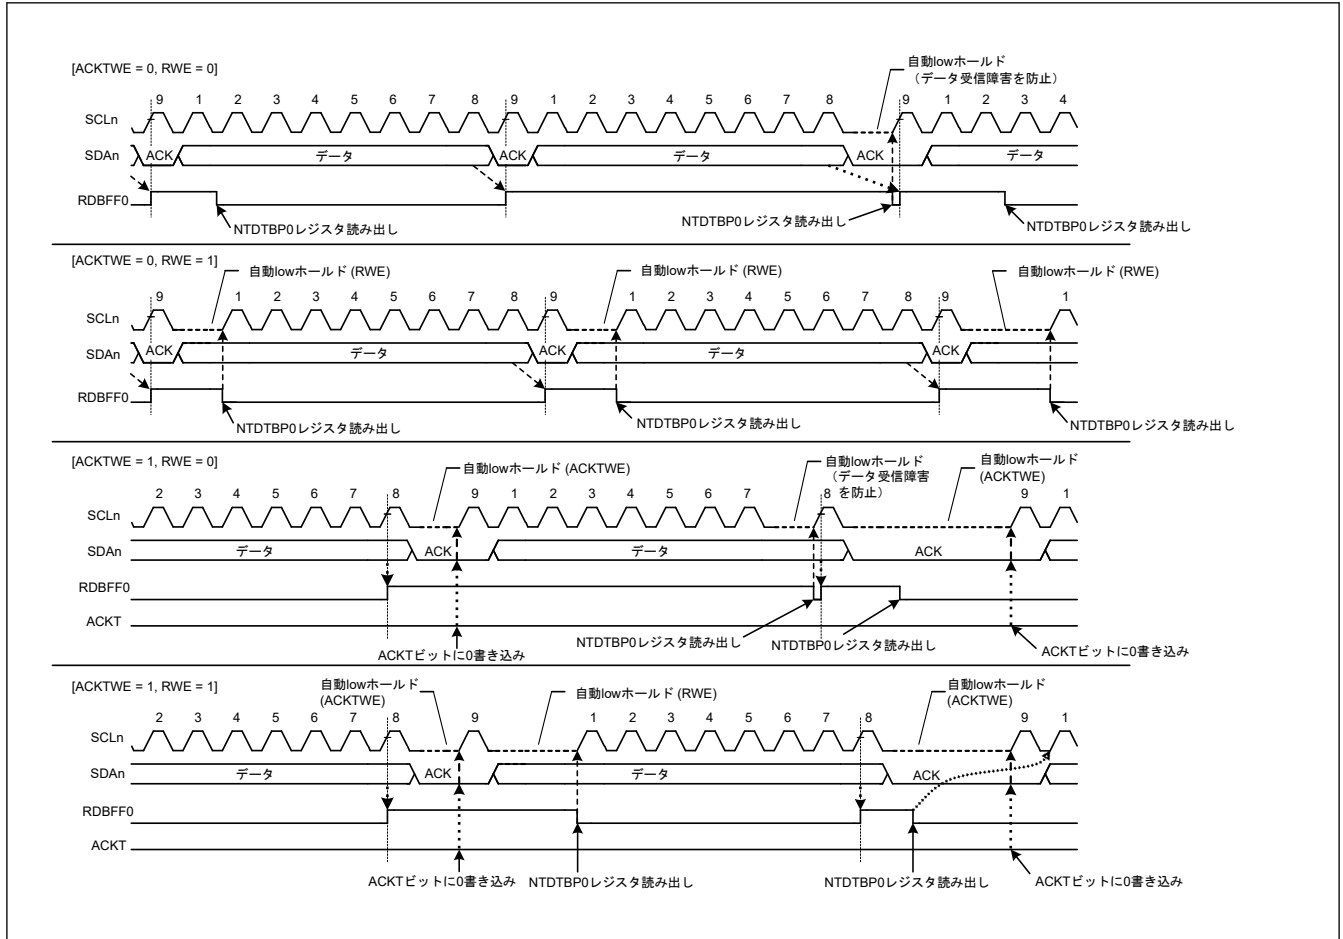 [ACKTWE = 0, RWE = 0]
自動lowホールド
（データ受信障害を防止）
9 1 2 3 4 5 6 7 8 9 1 2 3 4 5 6 7 8 9 1 2 3 4
SCLn
SDAn ACK データ ACK データ ACK データ
RDBFF0
NTDTBP0レジスタ読み出し NTDTBP0レジスタ読み出し NTDTBP0レジスタ読み出し
[ACKTWE = 0, RWE = 1]
自動lowホールド (RWE) 自動lowホールド (RWE) 自動lowホールド (RWE)
9 1 2 3 4 5 6 7 8 9 1 2 3 4 5 6 7 8 9 1
SCLn
SDAn ACK データ ACK データ ACK
RDBFF0
NTDTBP0レジスタ読み出し NTDTBP0レジスタ読み出し NTDTBP0レジスタ読み出し
[ACKTWE = 1, RWE = 0]
自動lowホールド (ACKTWE)
自動lowホールド
（データ受信障害
を防止）
自動lowホールド
(ACKTWE)
2 3 4 5 6 7 8 9 1 2 3 4 5 6 7 8 9 1
SCLn
SDAn データ ACK データ ACK
RDBFF0
ACKT
NTDTBP0レジスタ読み出し NTDTBP0レジスタ読み出し
ACKTビットに0書き込み ACKTビットに0書き込み
[ACKTWE = 1, RWE = 1]
自動lowホールド
(ACKTWE)
自動lowホールド (RWE)
自動lowホールド
(ACKTWE)
2 3 4 5 6 7 8 9 1 2 3 4 5 6 7 8 9 1
SCLn
SDAn データ ACK データ ACK
RDBFF0
ACKT
ACKTビットに0書き込み NTDTBP0レジスタ読み出し NTDTBP0レジスタ読み出し ACKTビットに0書き込み